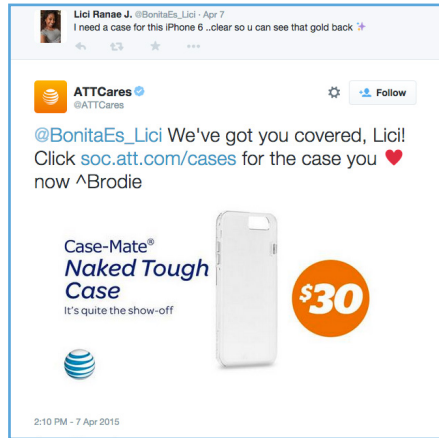 Lici Ranae J. @BonitaEs_Lici · Apr 7
I need a case for this iPhone 6 ..clear so u can see that gold back ✨
ATTCares
@ATTCares
Follow
@BonitaEs_Lici We've got you covered, Lici!
Click soc.att.com/cases for the case you ♥
now ^Brodie
Case-Mate®
Naked Tough
Case
It's quite the show-off
$30
2:10 PM - 7 Apr 2015